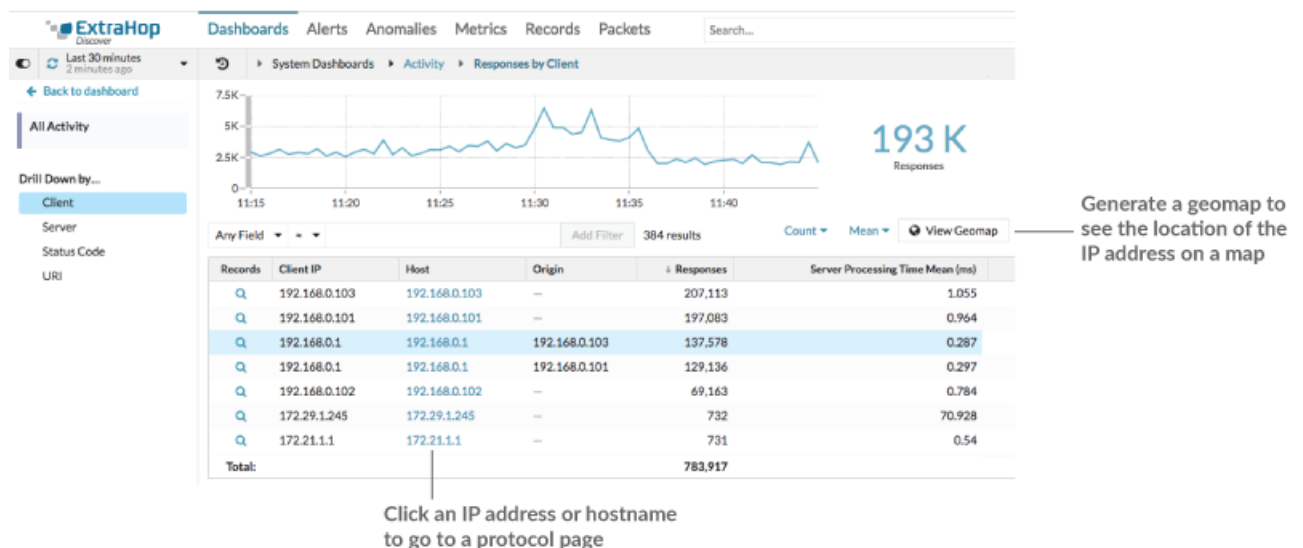 ExtraHop
Discover
Dashboards Alerts Anomalies Metrics Records Packets Search...
Last 30 minutes
2 minutes ago
System Dashboards Activity Responses by Client
Back to dashboard
All Activity
Drill Down by...
Client
Server
Status Code
URI
7.5K
5K
2.5K
0
11:15 11:20 11:25 11:30 11:35 11:40
193 K
Responses
Any Field = Add Filter 384 results Count Mean View Geomap
Generate a geomap to
see the location of the
IP address on a map
Records Client IP Host Origin ↓ Responses Server Processing Time Mean (ms)
192.168.0.103 192.168.0.103 — 207,113 1.055
192.168.0.101 192.168.0.101 — 197,083 0.964
192.168.0.1 192.168.0.1 192.168.0.103 137,578 0.287
192.168.0.1 192.168.0.1 192.168.0.101 129,136 0.297
192.168.0.102 192.168.0.102 — 69,163 0.784
172.29.1.245 172.29.1.245 — 732 70.928
172.21.1.1 172.21.1.1 — 731 0.54
Total: 783,917
Click an IP address or hostname
to go to a protocol page